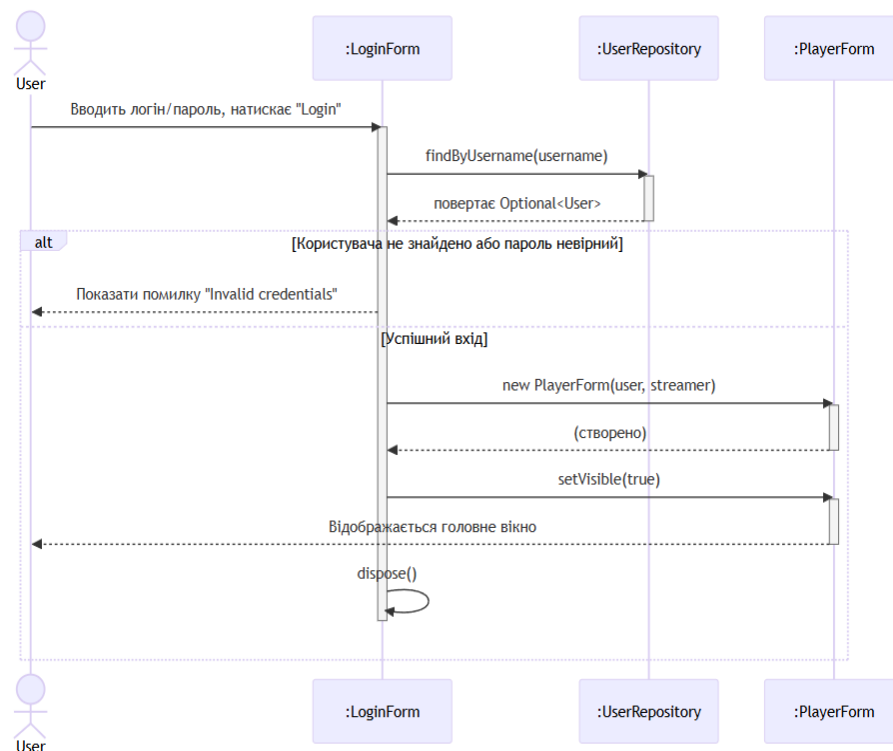 :LoginForm
:UserRepository
:PlayerForm
User
Вводить логін/пароль, натискає "Login"
findByUsername(username)
повертає Optional<User>
alt
[Користувача не знайдено або пароль невірний]
Показати помилку "Invalid credentials"
[Успішний вхід]
new PlayerForm(user, streamer)
(створено)
setVisible(true)
Відображається головне вікно
dispose()
:LoginForm
:UserRepository
:PlayerForm
User